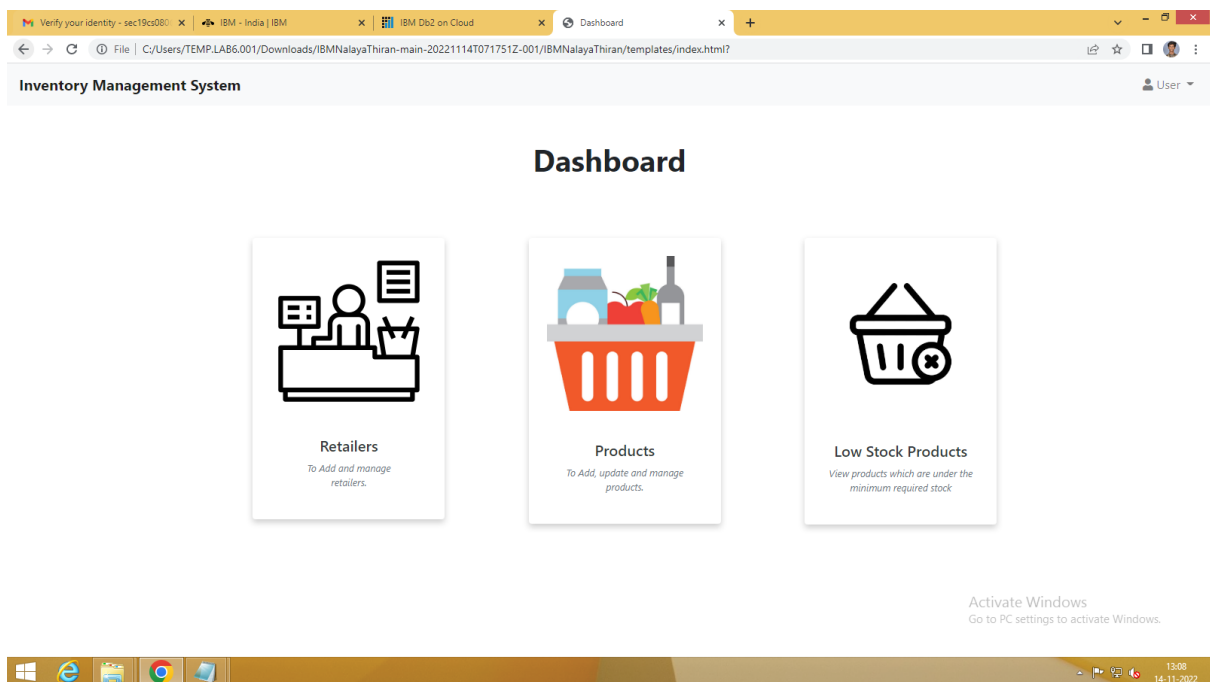 Verify your identity - sec19cs080
IBM - India | IBM
IBM Db2 on Cloud
Dashboard
File | C:/Users/TEMP.LAB6.001/Downloads/IBMNalayaThiran-main-20221114T071751Z-001/IBMNalayaThiran/templates/index.html?
Inventory Management System
User
Dashboard
Retailers
To Add and manage
retailers.
Products
To Add, update and manage
products.
Low Stock Products
View products which are under the
minimum required stock
Activate Windows
Go to PC settings to activate Windows.
13:08
14-11-2022